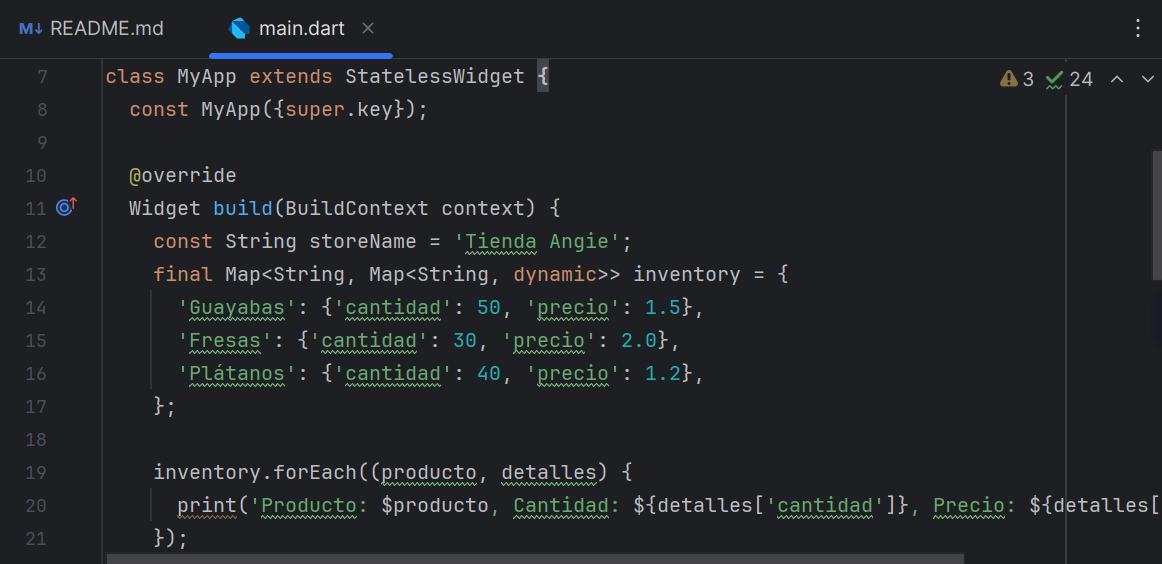 M↓ README.md main.dart ×
7 class MyApp extends StatelessWidget { 3 24
8 const MyApp({super.key});
9
10 @override
11 Widget build(BuildContext context) {
12 const String storeName = 'Tienda Angie';
13 final Map<String, Map<String, dynamic>> inventory = {
14 'Guayabas': {'cantidad': 50, 'precio': 1.5},
15 'Fresas': {'cantidad': 30, 'precio': 2.0},
16 'Plátanos': {'cantidad': 40, 'precio': 1.2},
17 };
18
19 inventory.forEach((producto, detalles) {
20 print('Producto: $producto, Cantidad: ${detalles['cantidad']}, Precio: ${detalles[
21 });